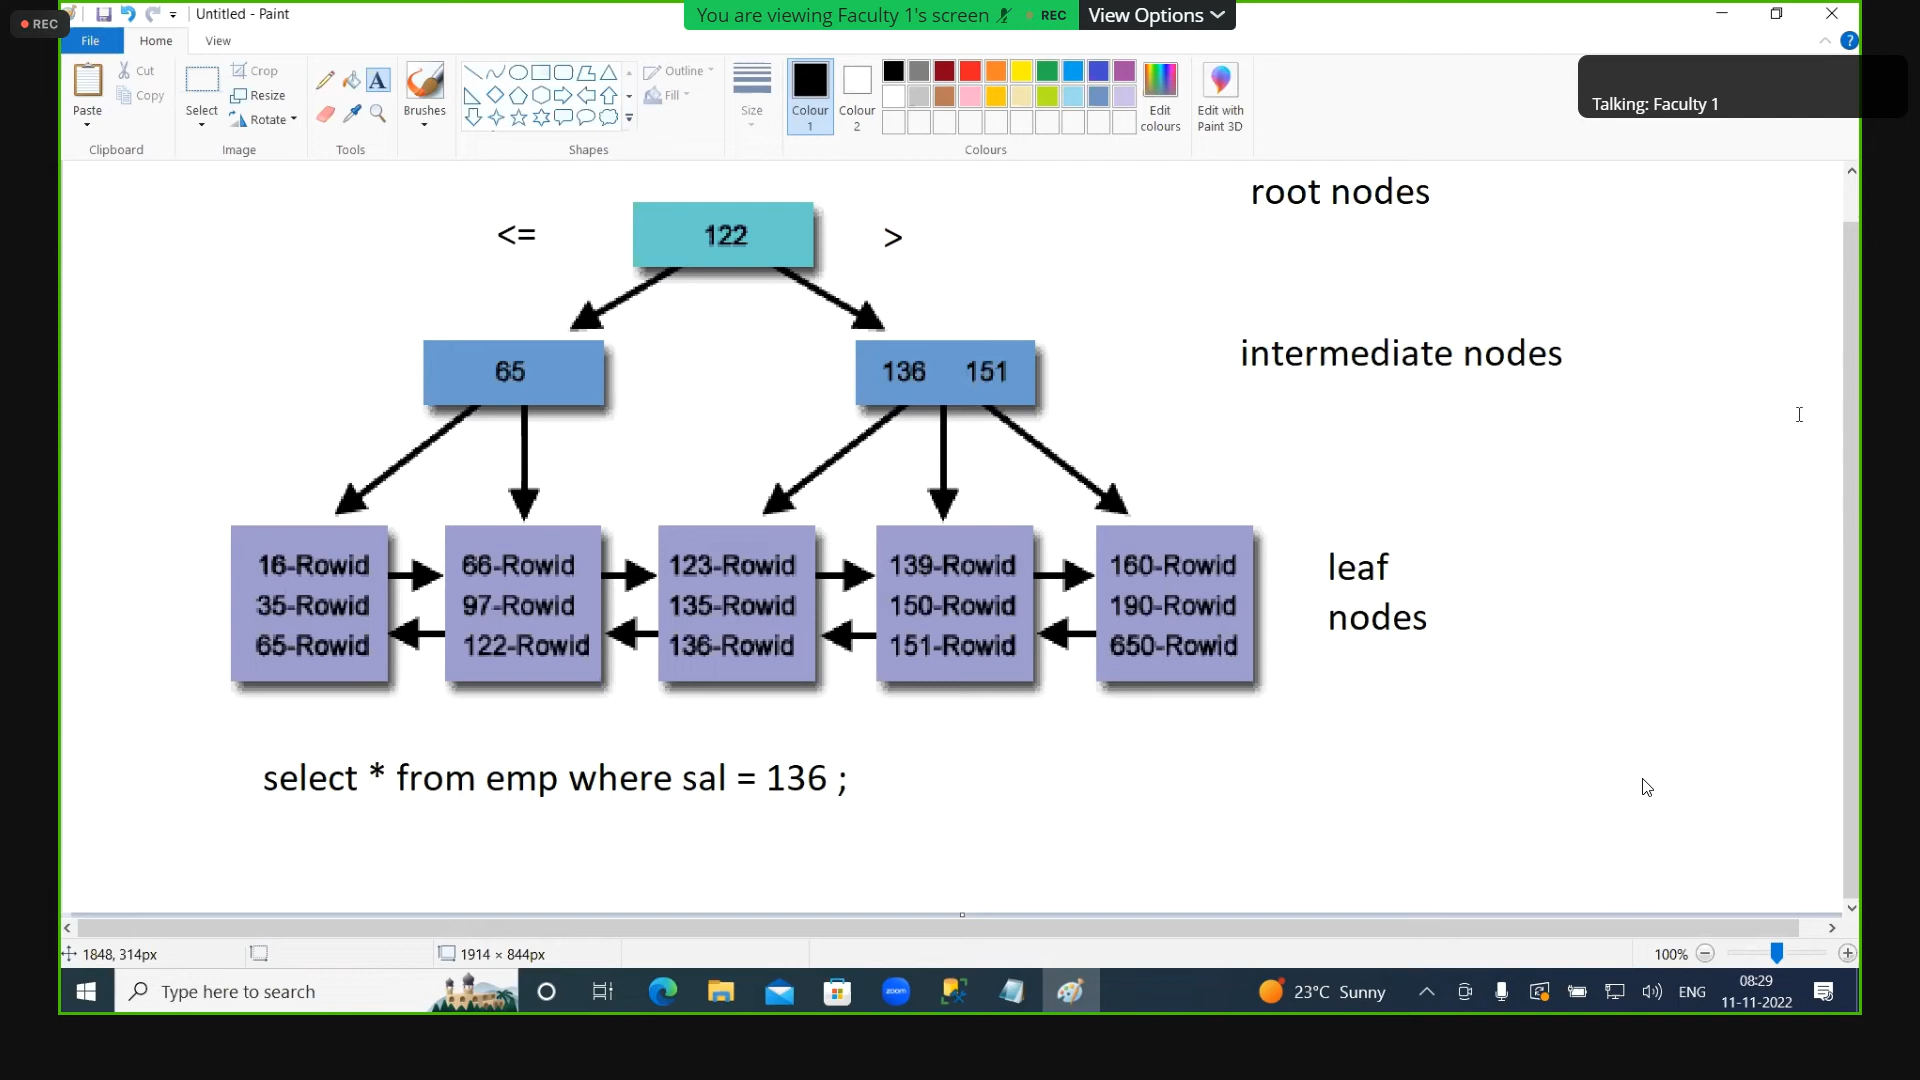 REC
Untitled - Paint
You are viewing Faculty 1's screen
REC
View Options
File
Home
View
Talking: Faculty 1
Paste
Cut
Copy
Clipboard
Select
Crop
Resize
Rotate
Image
Tools
Brushes
Shapes
Outline
Fill
Size
Colour
1
Colour
2
Edit
colours
Edit with
Paint 3D
Colours
root nodes
<=
122
>
intermediate nodes
65
136 151
16-Rowid
35-Rowid
65-Rowid
66-Rowid
97-Rowid
122-Rowid
123-Rowid
135-Rowid
136-Rowid
139-Rowid
150-Rowid
151-Rowid
160-Rowid
190-Rowid
650-Rowid
leaf
nodes
select * from emp where sal = 136 ;
1848, 314px
1914 × 844px
100%
Type here to search
zoom
23°C Sunny
ENG
08:29
11-11-2022